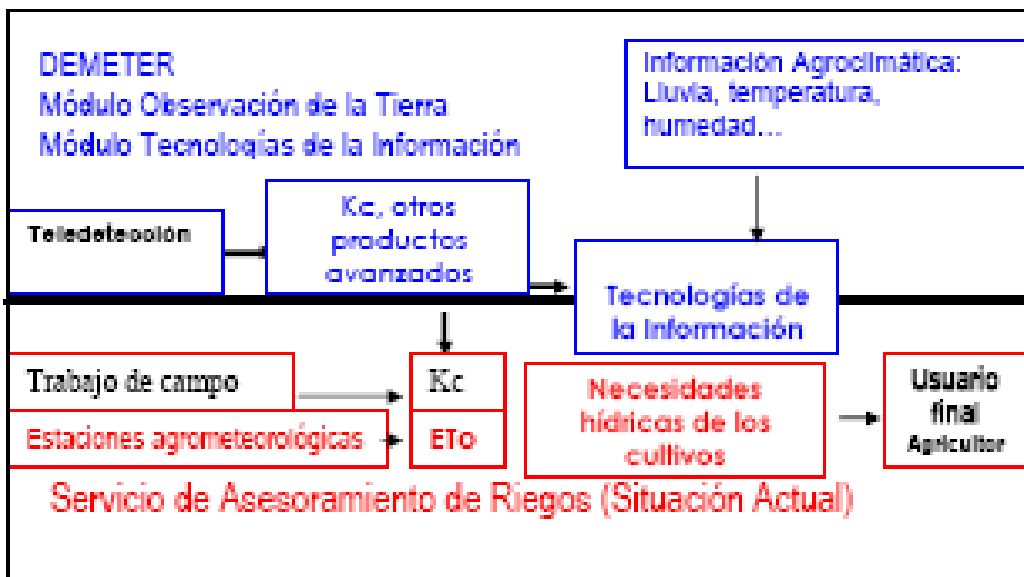 DEMETER
Módulo Observación de la Tierra
Módulo Tecnologías de la Información
Información Agroclimática:
Lluvia, temperatura,
humedad...
Teledetección
Kc, otros
productos
avanzados
Tecnologías de
la Información
Trabajo de campo
Kc
Estaciones agrometeorológicas
ETo
Necesidades
hídricas de los
cultivos
Usuario
final
Agricultor
Servicio de Asesoramiento de Riegos (Situación Actual)